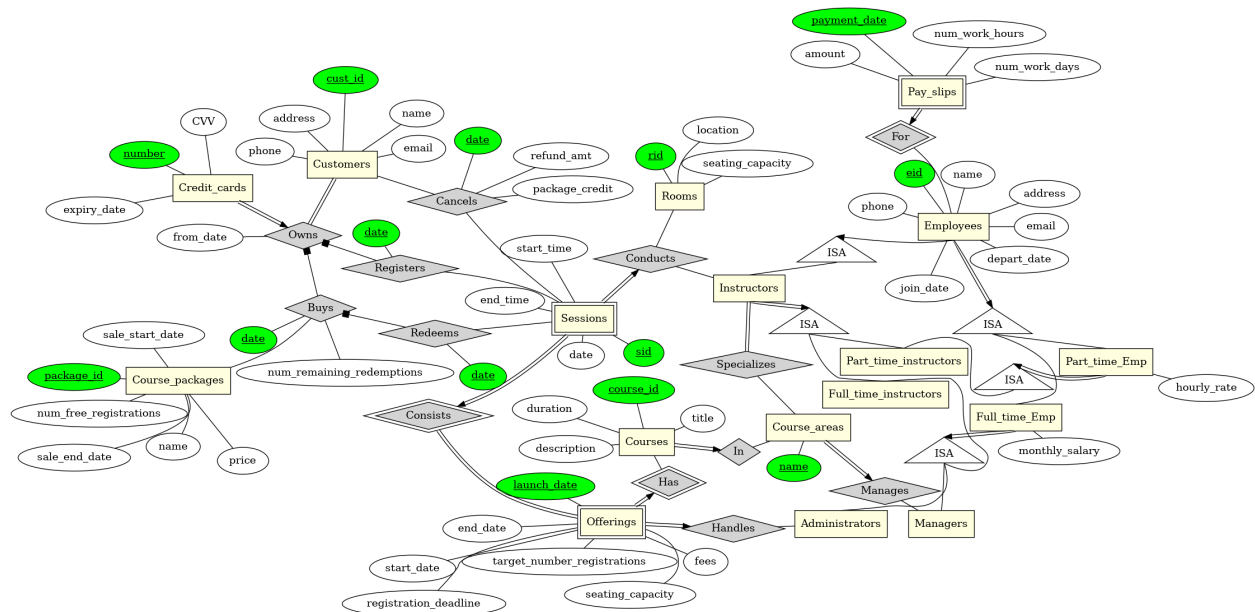 payment_date
num_work_hours
amount
num_work_days
cust_id
Pay_slips
CVV
address
name
For
number
phone
email
date
location
Customers
refund_amt
rid
seating_capacity
eid
name
Credit_cards
package_credit
Rooms
address
expiry_date
Cancels
phone
Employees
email
from_date
Owns
date
start_time
Conducts
ISA
depart_date
Registers
end_time
Instructors
join_date
Buys
Sessions
ISA
ISA
sale_start_date
date
Redeems
date
sid
Specializes
Part_time_instructors
Part_time_Emp
package_id
Course_packages
num_remaining_redemptions
date
course_id
Full_time_instructors
ISA
hourly_rate
num_free_registrations
Consists
duration
title
Course_areas
Full_time_Emp
sale_end_date
name
price
description
Courses
In
name
ISA
monthly_salary
launch_date
Has
Manages
end_date
Offerings
Handles
Administrators
Managers
start_date
target_number_registrations
fees
registration_deadline
seating_capacity